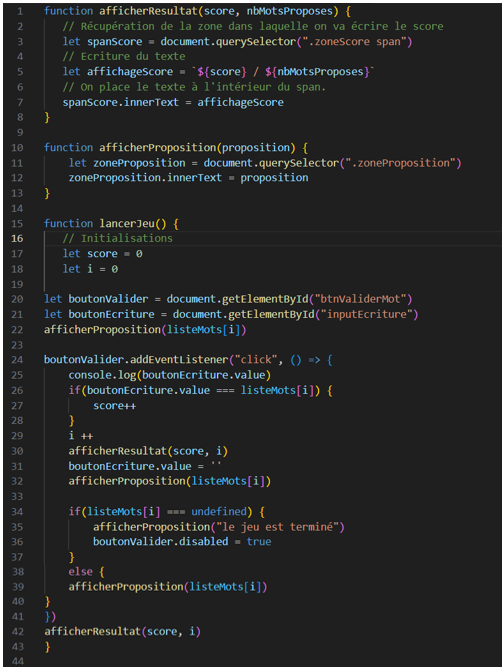 1 function afficherResultat(score, nbMotsProposes) {
2 // Récupération de la zone dans laquelle on va écrire le score
3 let spanScore = document.querySelector(".zoneScore span")
4 // Ecriture du texte
5 let affichageScore = `${score} / ${nbMotsProposes}`
6 // On place le texte à l'intérieur du span.
7 spanScore.innerText = affichageScore
8 }
9
10 function afficherProposition(proposition) {
11 let zoneProposition = document.querySelector(".zoneProposition")
12 zoneProposition.innerText = proposition
13 }
14
15 function lancerJeu() {
16 // Initialisations
17 let score = 0
18 let i = 0
19
20 let boutonValider = document.getElementById("btnValiderMot")
21 let boutonEcriture = document.getElementById("inputEcriture")
22 afficherProposition(listeMots[i])
23
24 boutonValider.addEventListener("click", () => {
25 console.log(boutonEcriture.value)
26 if(boutonEcriture.value === listeMots[i]) {
27 score++
28 }
29 i ++
30 afficherResultat(score, i)
31 boutonEcriture.value = ''
32 afficherProposition(listeMots[i])
33
34 if(listeMots[i] === undefined) {
35 afficherProposition("le jeu est terminé")
36 boutonValider.disabled = true
37 }
38 else {
39 afficherProposition(listeMots[i])
40 }
41 })
42 afficherResultat(score, i)
43 }
44